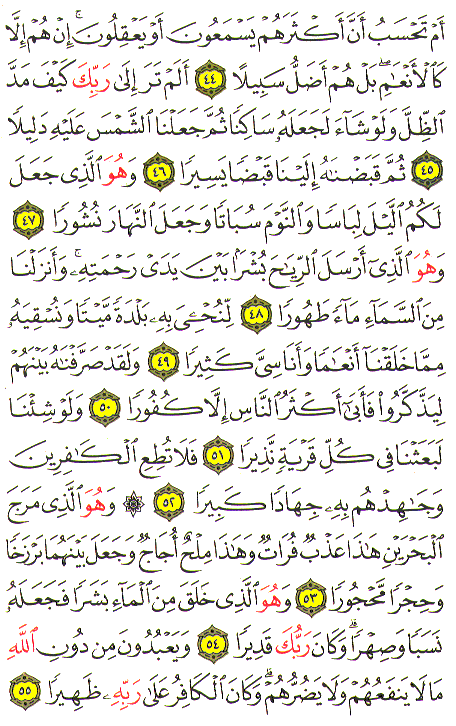 أَمْ تَحْسَبُ أَنَّ أَكْثَرَهُمْ يَسْمَعُونَ أَوْ يَعْقِلُونَ ۚ إِنْ هُمْ إِلَّا
كَالْأَنْعَـٰمِ ۖ بَلْ هُمْ أَضَلُّ سَبِيلًا ٤٤ أَلَمْ تَرَ إِلَىٰ رَبِّكَ كَيْفَ مَدَّ
ٱلظِّلَّ وَلَوْ شَآءَ لَجَعَلَهُۥ سَاكِنًا ثُمَّ جَعَلْنَا ٱلشَّمْسَ عَلَيْهِ دَلِيلًا
٤٥ ثُمَّ قَبَضْنَـٰهُ إِلَيْنَا قَبْضًا يَسِيرًا ٤٦ وَهُوَ ٱلَّذِى جَعَلَ
لَكُمُ ٱلَّيْلَ لِبَاسًا وَٱلنَّوْمَ سُبَاتًا وَجَعَلَ ٱلنَّهَارَ نُشُورًا ٤٧
وَهُوَ ٱلَّذِىٓ أَرْسَلَ ٱلرِّيَـٰحَ بُشْرًۢا بَيْنَ يَدَىْ رَحْمَتِهِۦ ۚ وَأَنزَلْنَا
مِنَ ٱلسَّمَآءِ مَآءً طَهُورًا ٤٨ لِّنُحْـِۧىَ بِهِۦ بَلْدَةً مَّيْتًا وَنُسْقِيَهُۥ
مِمَّا خَلَقْنَآ أَنْعَـٰمًا وَأَنَاسِىَّ كَثِيرًا ٤٩ وَلَقَدْ صَرَّفْنَـٰهُ بَيْنَهُمْ
لِيَذَّكَّرُوا۟ فَأَبَىٰٓ أَكْثَرُ ٱلنَّاسِ إِلَّا كُفُورًا ٥٠ وَلَوْ شِئْنَا
لَبَعَثْنَا فِى كُلِّ قَرْيَةٍ نَّذِيرًا ٥١ فَلَا تُطِعِ ٱلْكَـٰفِرِينَ
وَجَـٰهِدْهُم بِهِۦ جِهَادًا كَبِيرًا ٥٢ ۞ وَهُوَ ٱلَّذِى مَرَجَ
ٱلْبَحْرَيْنِ هَـٰذَا عَذْبٌ فُرَاتٌ وَهَـٰذَا مِلْحٌ أُجَاجٌ وَجَعَلَ بَيْنَهُمَا بَرْزَخًا
وَحِجْرًا مَّحْجُورًا ٥٣ وَهُوَ ٱلَّذِى خَلَقَ مِنَ ٱلْمَآءِ بَشَرًا فَجَعَلَهُۥ
نَسَبًا وَصِهْرًا ۗ وَكَانَ رَبُّكَ قَدِيرًا ٥٤ وَيَعْبُدُونَ مِن دُونِ ٱللَّهِ
مَا لَا يَنفَعُهُمْ وَلَا يَضُرُّهُمْ ۗ وَكَانَ ٱلْكَافِرُ عَلَىٰ رَبِّهِۦ ظَهِيرًا ٥٥